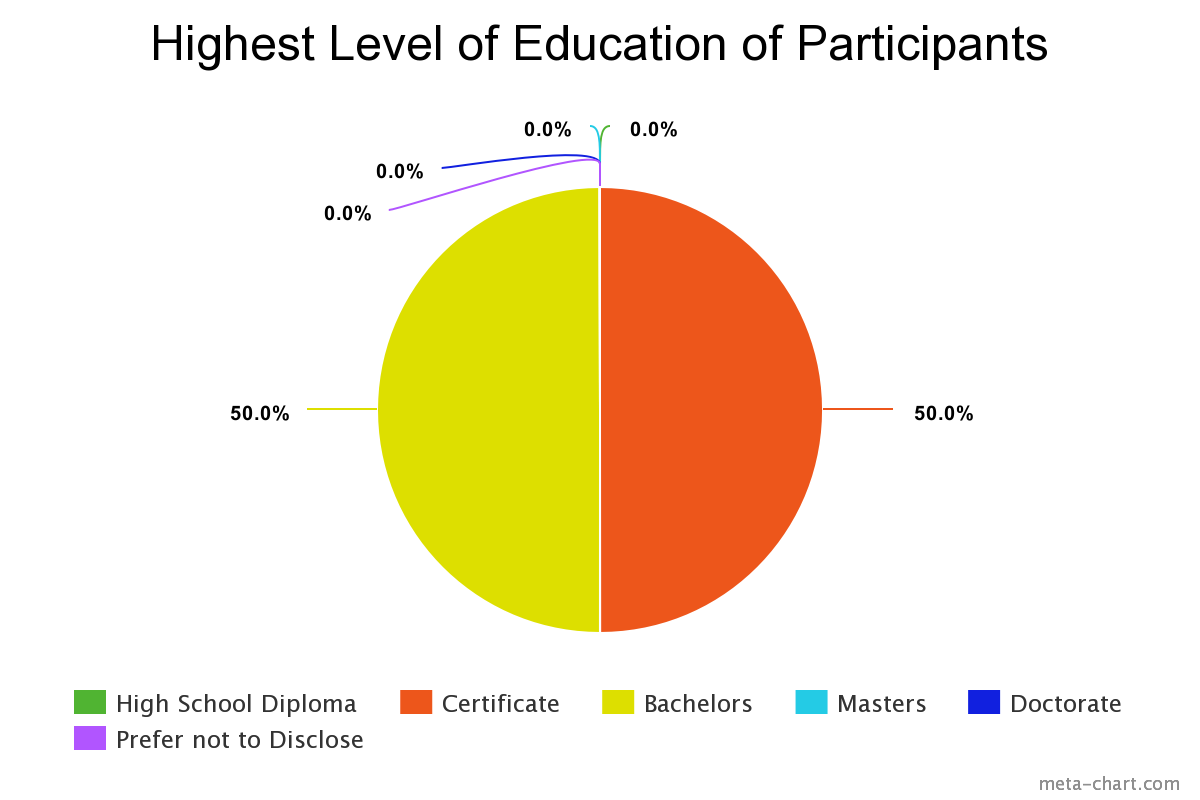 Highest Level of Education of Participants
0.0% 0.0%
0.0%
0.0%
50.0% 50.0%
High School Diploma Certificate Bachelors Masters Doctorate
Prefer not to Disclose
meta-chart.com